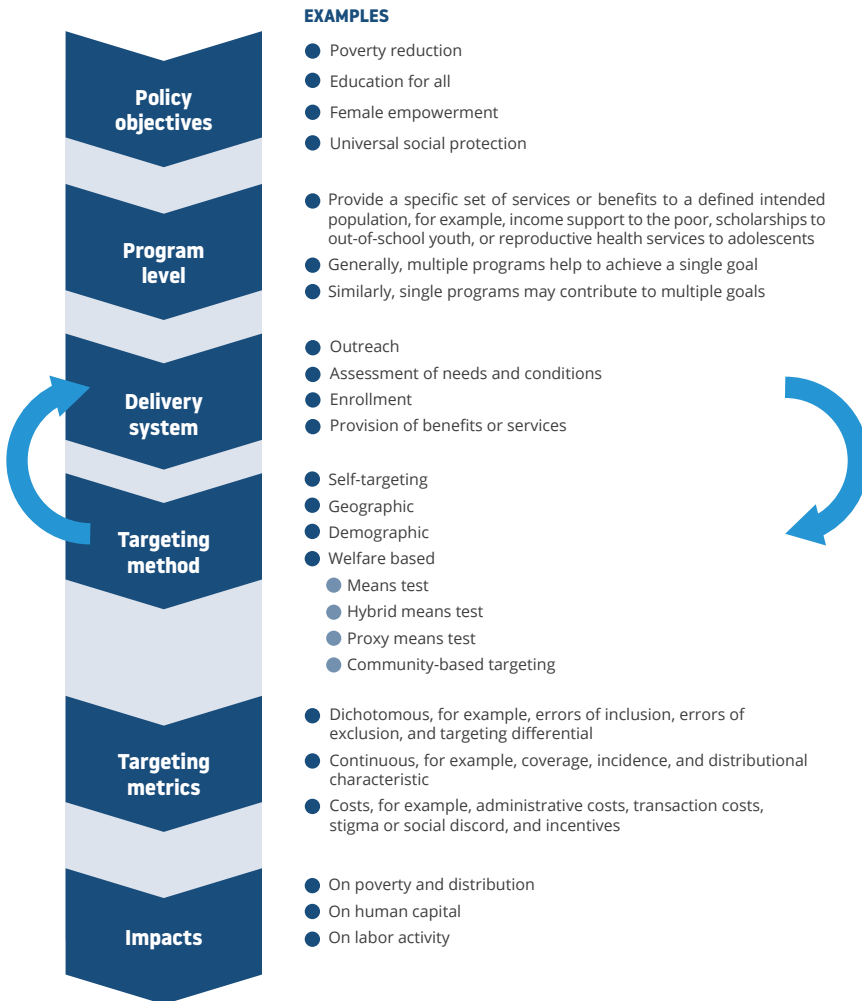 EXAMPLES
Policy
objectives
Poverty reduction
Education for all
Female empowerment
Universal social protection
Program
level
Provide a specific set of services or benefits to a defined intended
population, for example, income support to the poor, scholarships to
out-of-school youth, or reproductive health services to adolescents
Generally, multiple programs help to achieve a single goal
Similarly, single programs may contribute to multiple goals
Delivery
system
Outreach
Assessment of needs and conditions
Enrollment
Provision of benefits or services
Targeting
method
Self-targeting
Geographic
Demographic
Welfare based
Means test
Hybrid means test
Proxy means test
Community-based targeting
Targeting
metrics
Dichotomous, for example, errors of inclusion, errors of
exclusion, and targeting differential
Continuous, for example, coverage, incidence, and distributional
characteristic
Costs, for example, administrative costs, transaction costs,
stigma or social discord, and incentives
Impacts
On poverty and distribution
On human capital
On labor activity